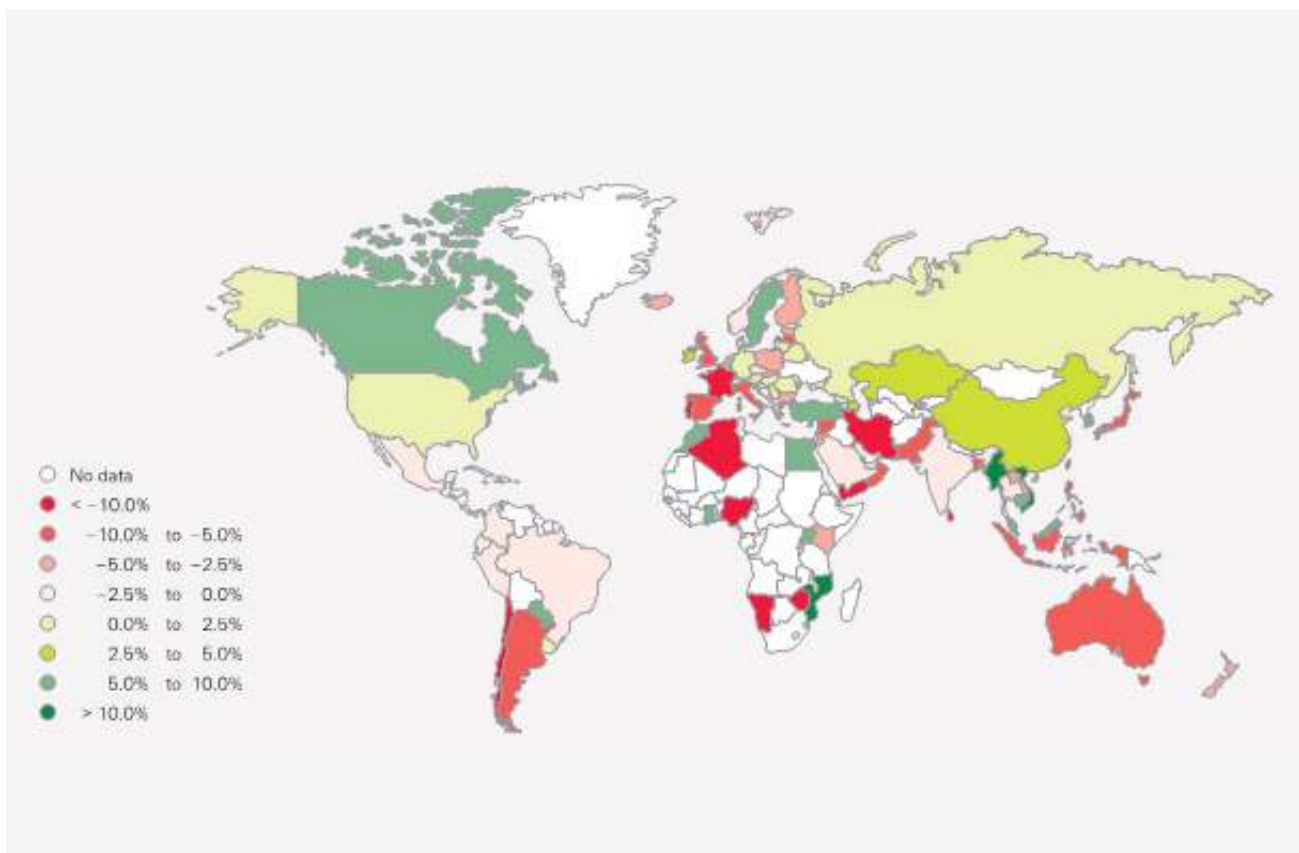 No data
< −10.0%
−10.0% to −5.0%
−5.0% to −2.5%
−2.5% to 0.0%
0.0% to 2.5%
2.5% to 5.0%
5.0% to 10.0%
> 10.0%